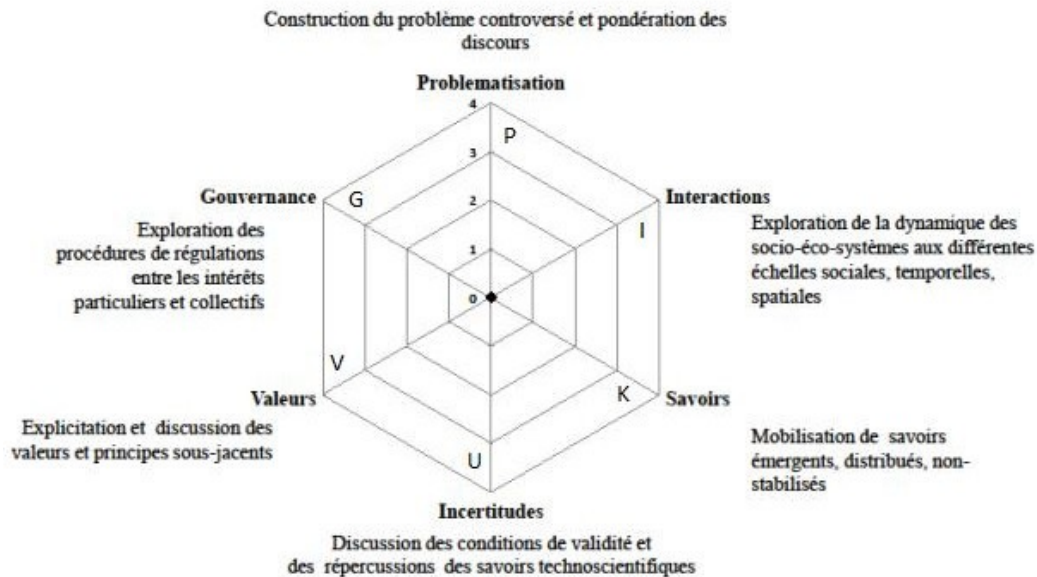 Construction du problème controversé et pondération des
discours
Problematisation
4
P
3
2
1
0
Gouvernance
G
Exploration des
procédures de régulations
entre les intérêts
particuliers et collectifs
Interactions
I
Exploration de la dynamique des
socio-éco-systèmes aux différentes
échelles sociales, temporelles,
spatiales
V
Valeurs
Explicitation et discussion des
valeurs et principes sous-jacents
K
Savoirs
Mobilisation de savoirs
émergents, distribués, non-
stabilisés
U
Incertitudes
Discussion des conditions de validité et
des répercussions des savoirs technoscientifiques